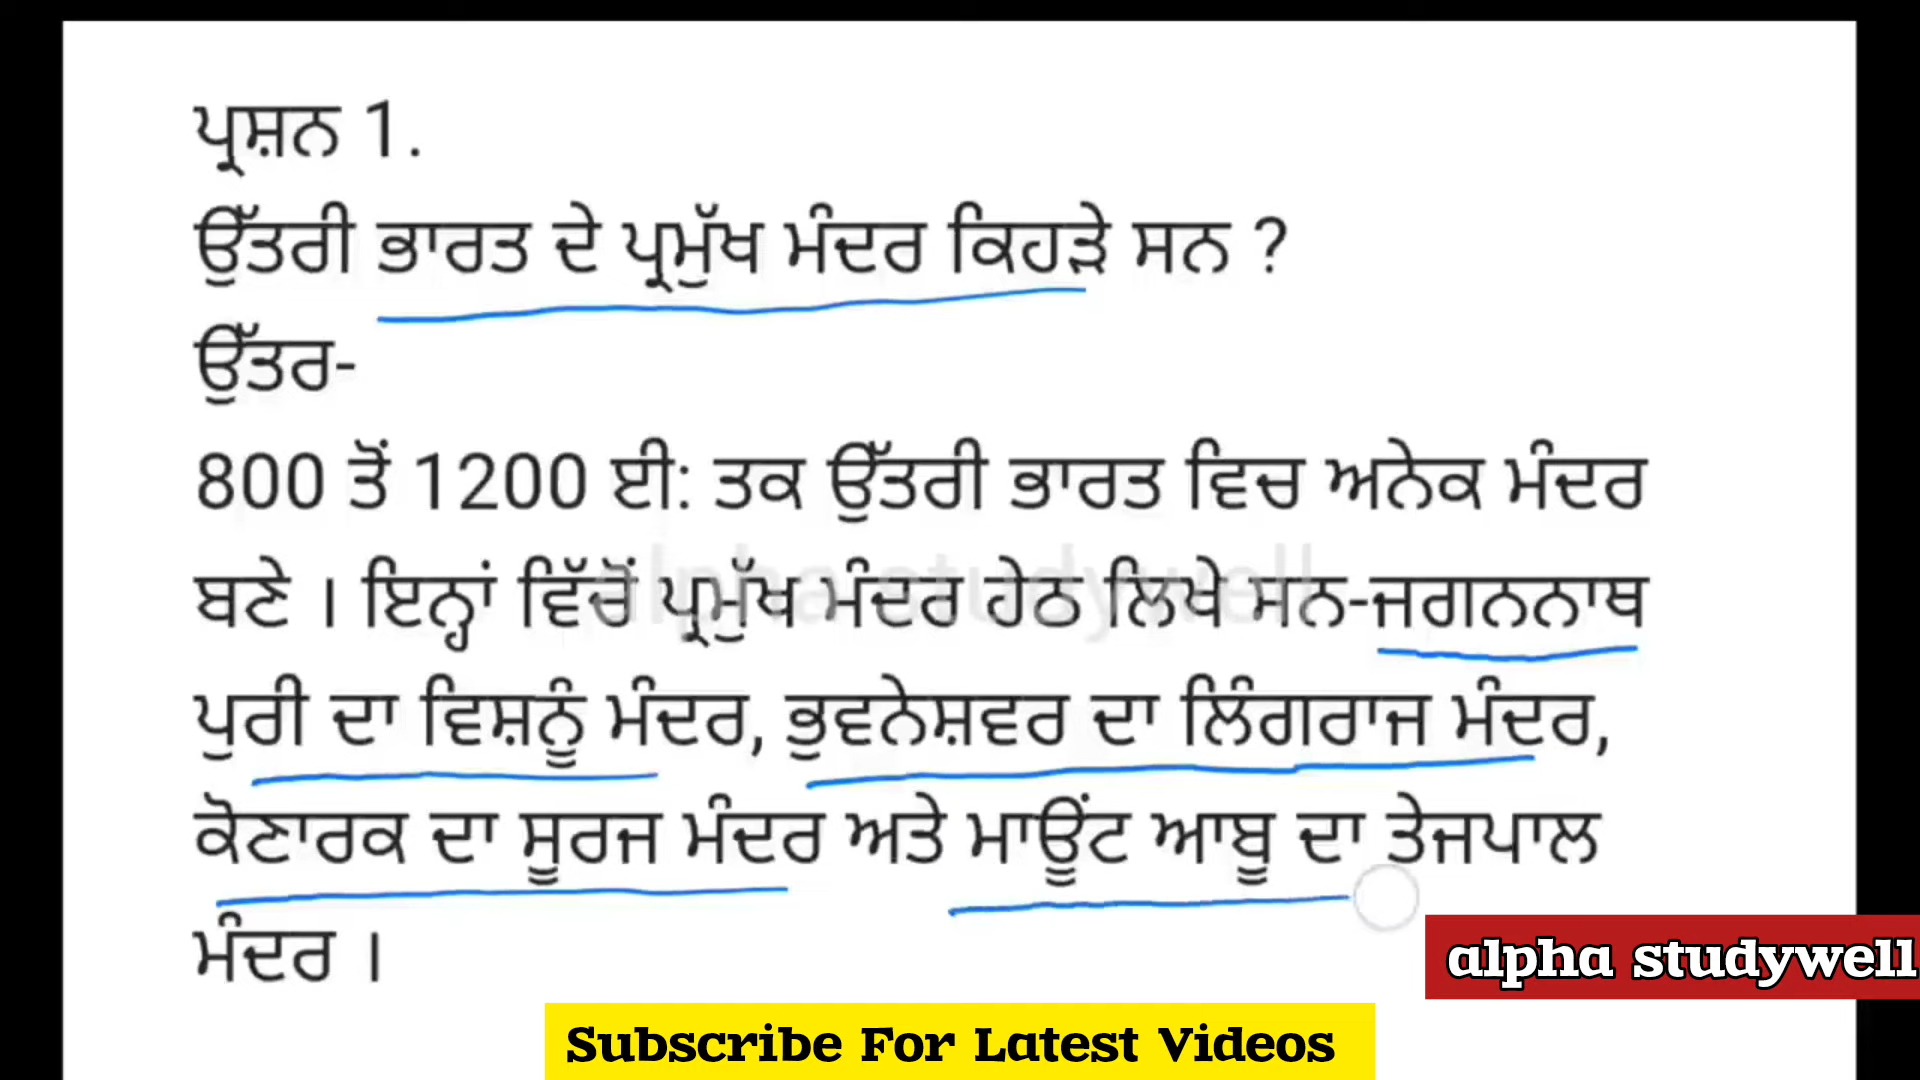 ਪ੍ਰਸ਼ਨ 1.
ਉੱਤਰੀ ਭਾਰਤ ਦੇ ਪ੍ਰਮੁੱਖ ਮੰਦਰ ਕਿਹੜੇ ਸਨ ?
ਉੱਤਰ-
800 ਤੋਂ 1200 ਈ: ਤਕ ਉੱਤਰੀ ਭਾਰਤ ਵਿਚ ਅਨੇਕ ਮੰਦਰ
ਬਣੇ । ਇਨ੍ਹਾਂ ਵਿੱਚੋਂ ਪ੍ਰਮੁੱਖ ਮੰਦਰ ਹੇਠ ਲਿਖੇ ਸਨ-ਜਗਨਨਾਥ
alpha studywell
ਪੁਰੀ ਦਾ ਵਿਸ਼ਨੂੰ ਮੰਦਰ, ਭੁਵਨੇਸ਼ਵਰ ਦਾ ਲਿੰਗਰਾਜ ਮੰਦਰ,
ਕੋਣਾਰਕ ਦਾ ਸੂਰਜ ਮੰਦਰ ਅਤੇ ਮਾਊਂਟ ਆਬੂ ਦਾ ਤੇਜਪਾਲ
ਮੰਦਰ ।
alpha studywell
Subscribe For Latest Videos